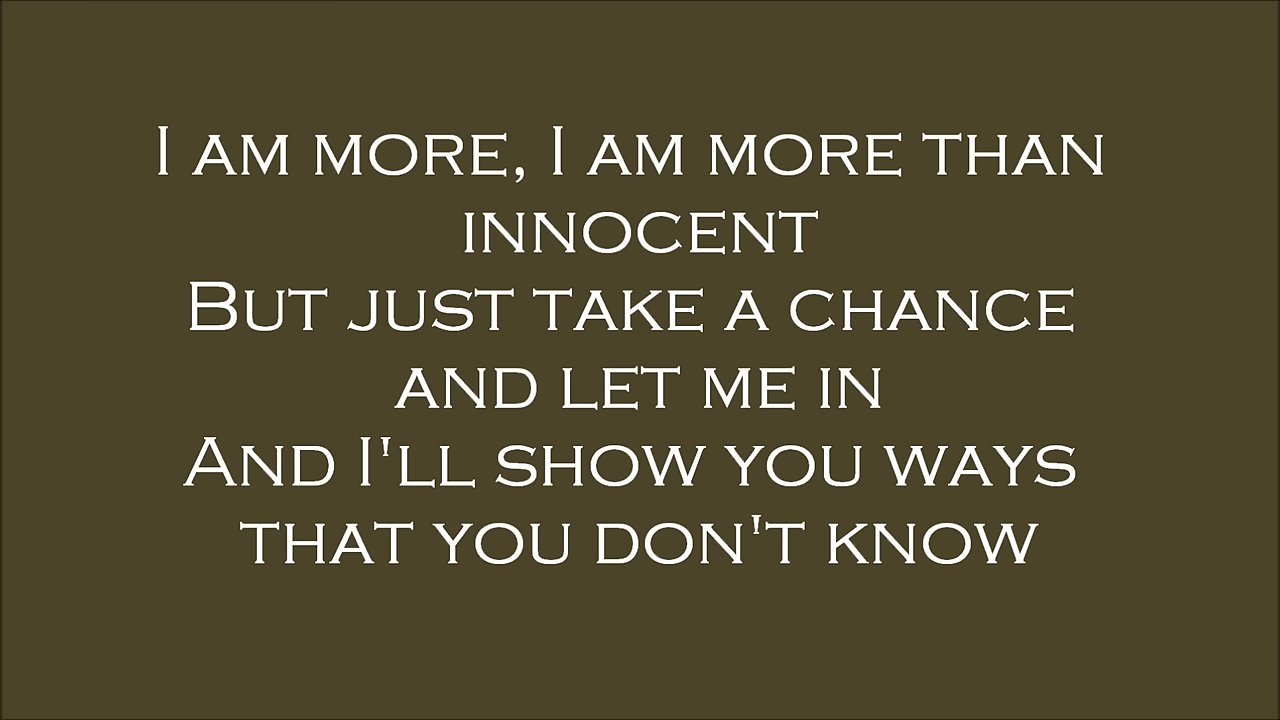 I am more, I am more than
innocent
But just take a chance
and let me in
And I'll show you ways
that you don't know